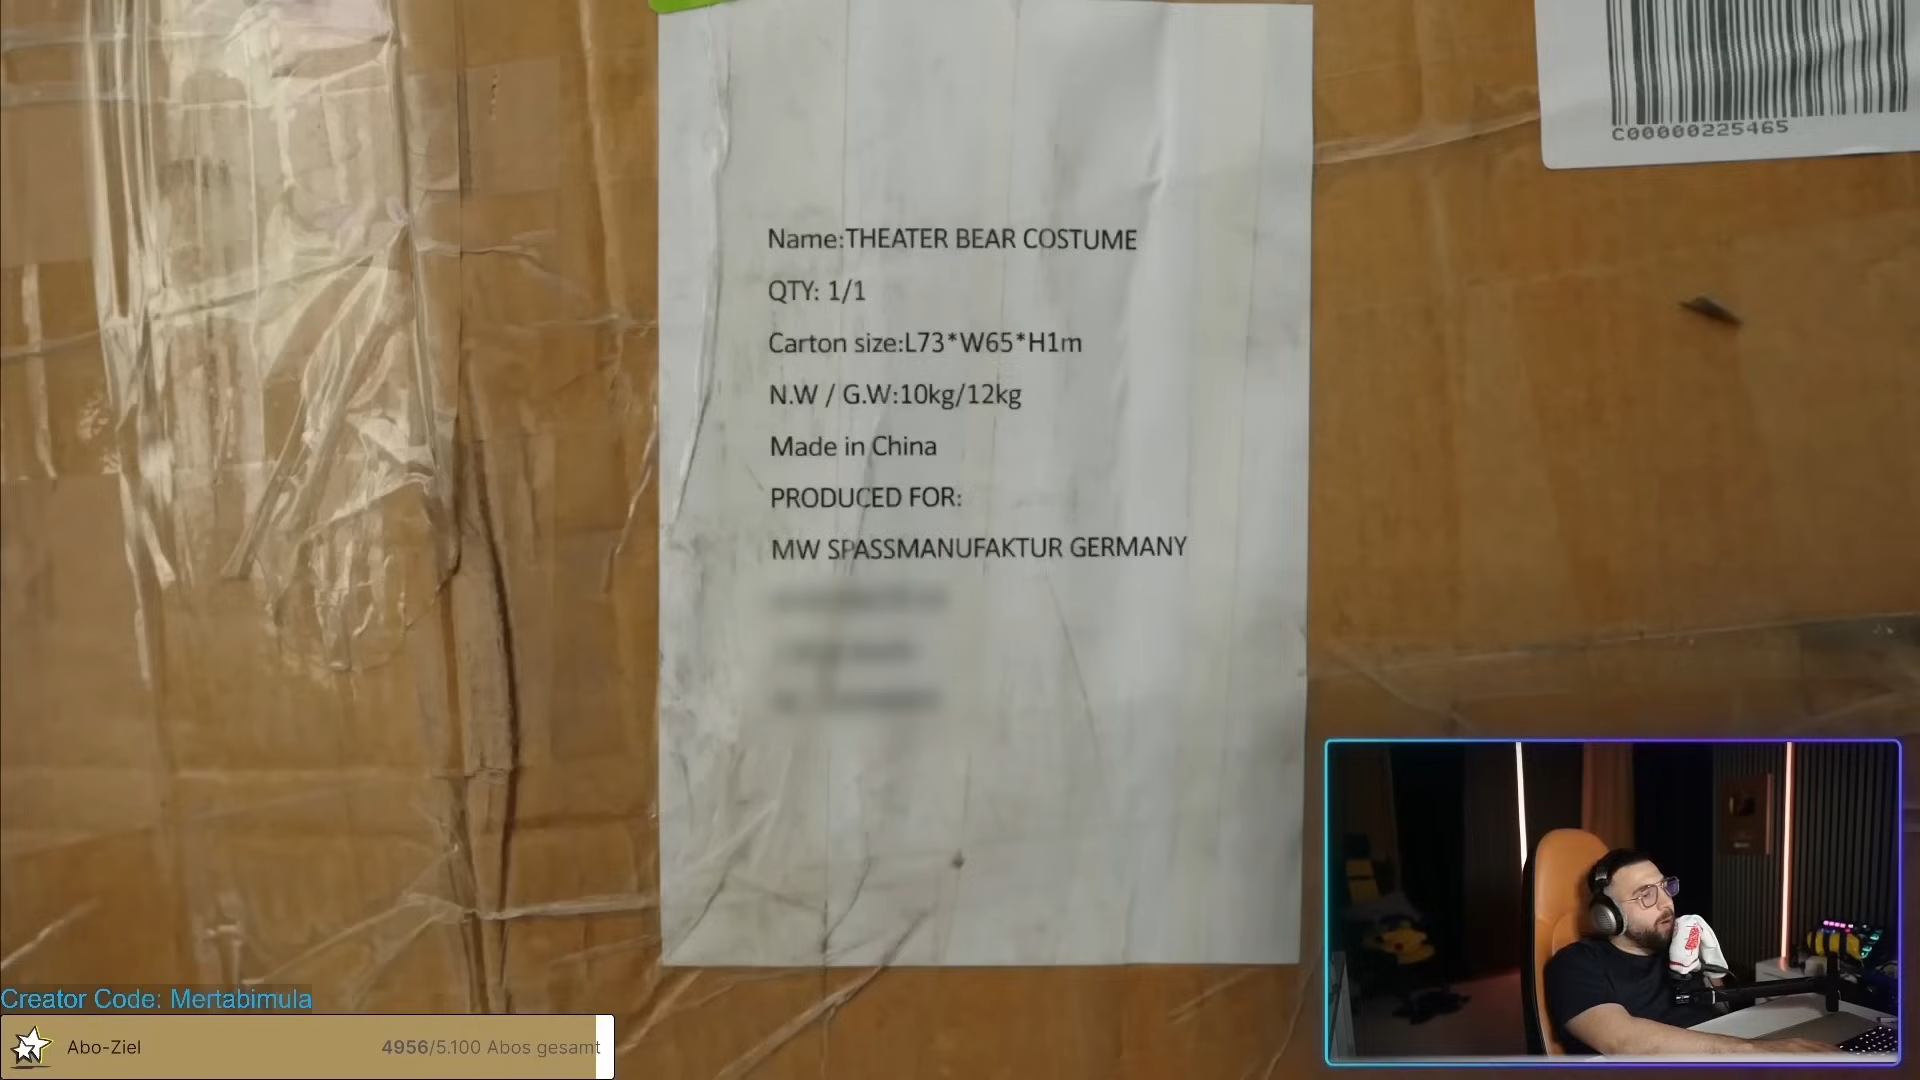 C00000225465
Name:THEATER BEAR COSTUME
QTY: 1/1
Carton size:L73*W65*H1m
N.W / G.W:10kg/12kg
Made in China
PRODUCED FOR:
MW SPASSMANUFAKTUR GERMANY
Creator Code: Mertabimula
Abo-Ziel 4956/5.100 Abos gesamt